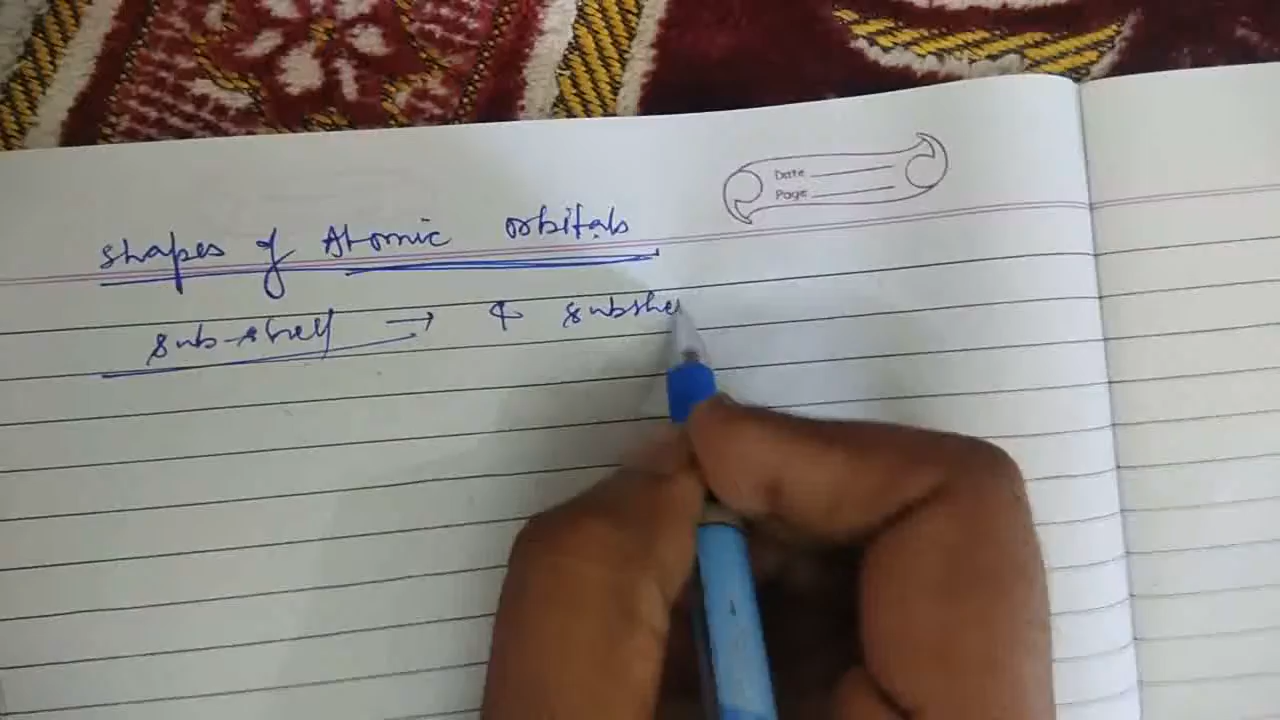 Date
Page
shapes of Atomic orbitals
sub-shell → 4 subshe